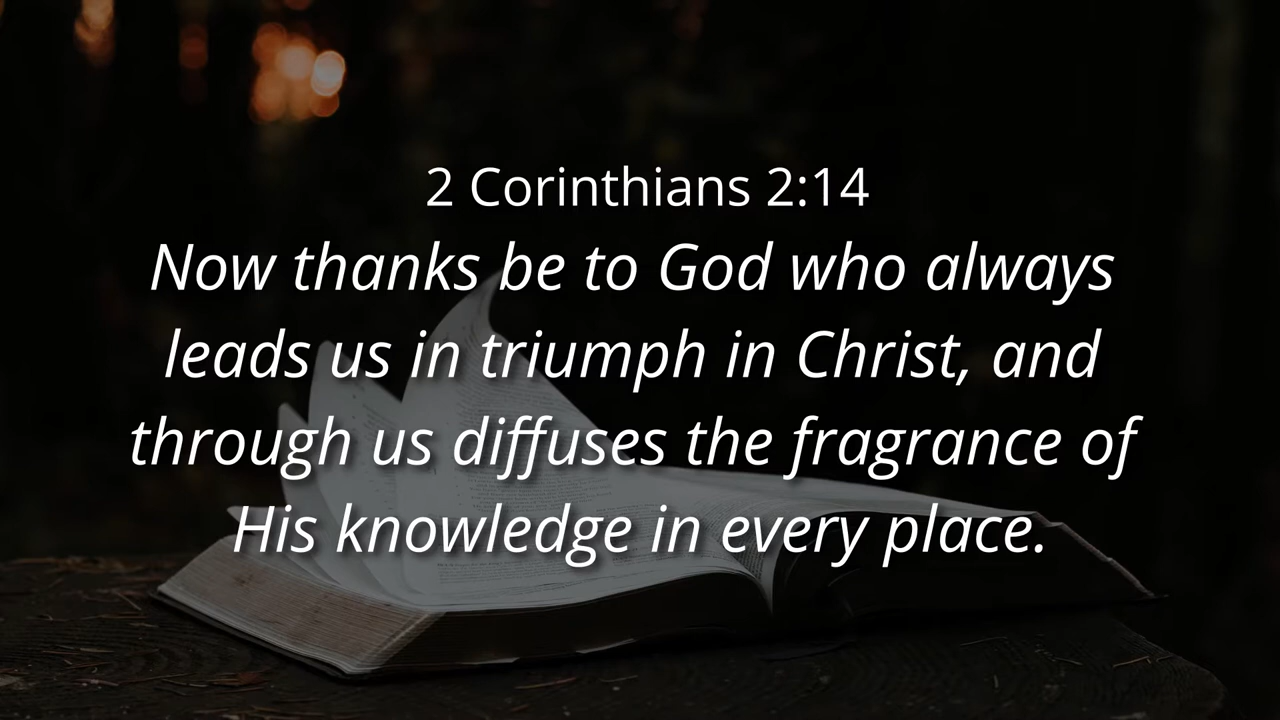 2 Corinthians 2:14
Now thanks be to God who always
leads us in triumph in Christ, and
through us diffuses the fragrance of
His knowledge in every place.